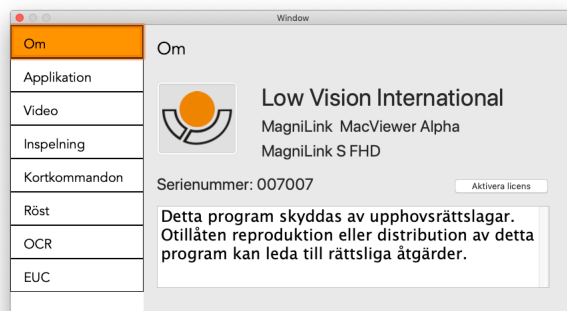 Window
Om
Applikation
Video
Inspelning
Kortkommandon
Röst
OCR
EUC
Om
Low Vision International
MagniLink MacViewer Alpha
MagniLink S FHD
Serienummer: 007007
Aktivera licens
Detta program skyddas av upphovsrättslagar.
Otillåten reproduktion eller distribution av detta
program kan leda till rättsliga åtgärder.